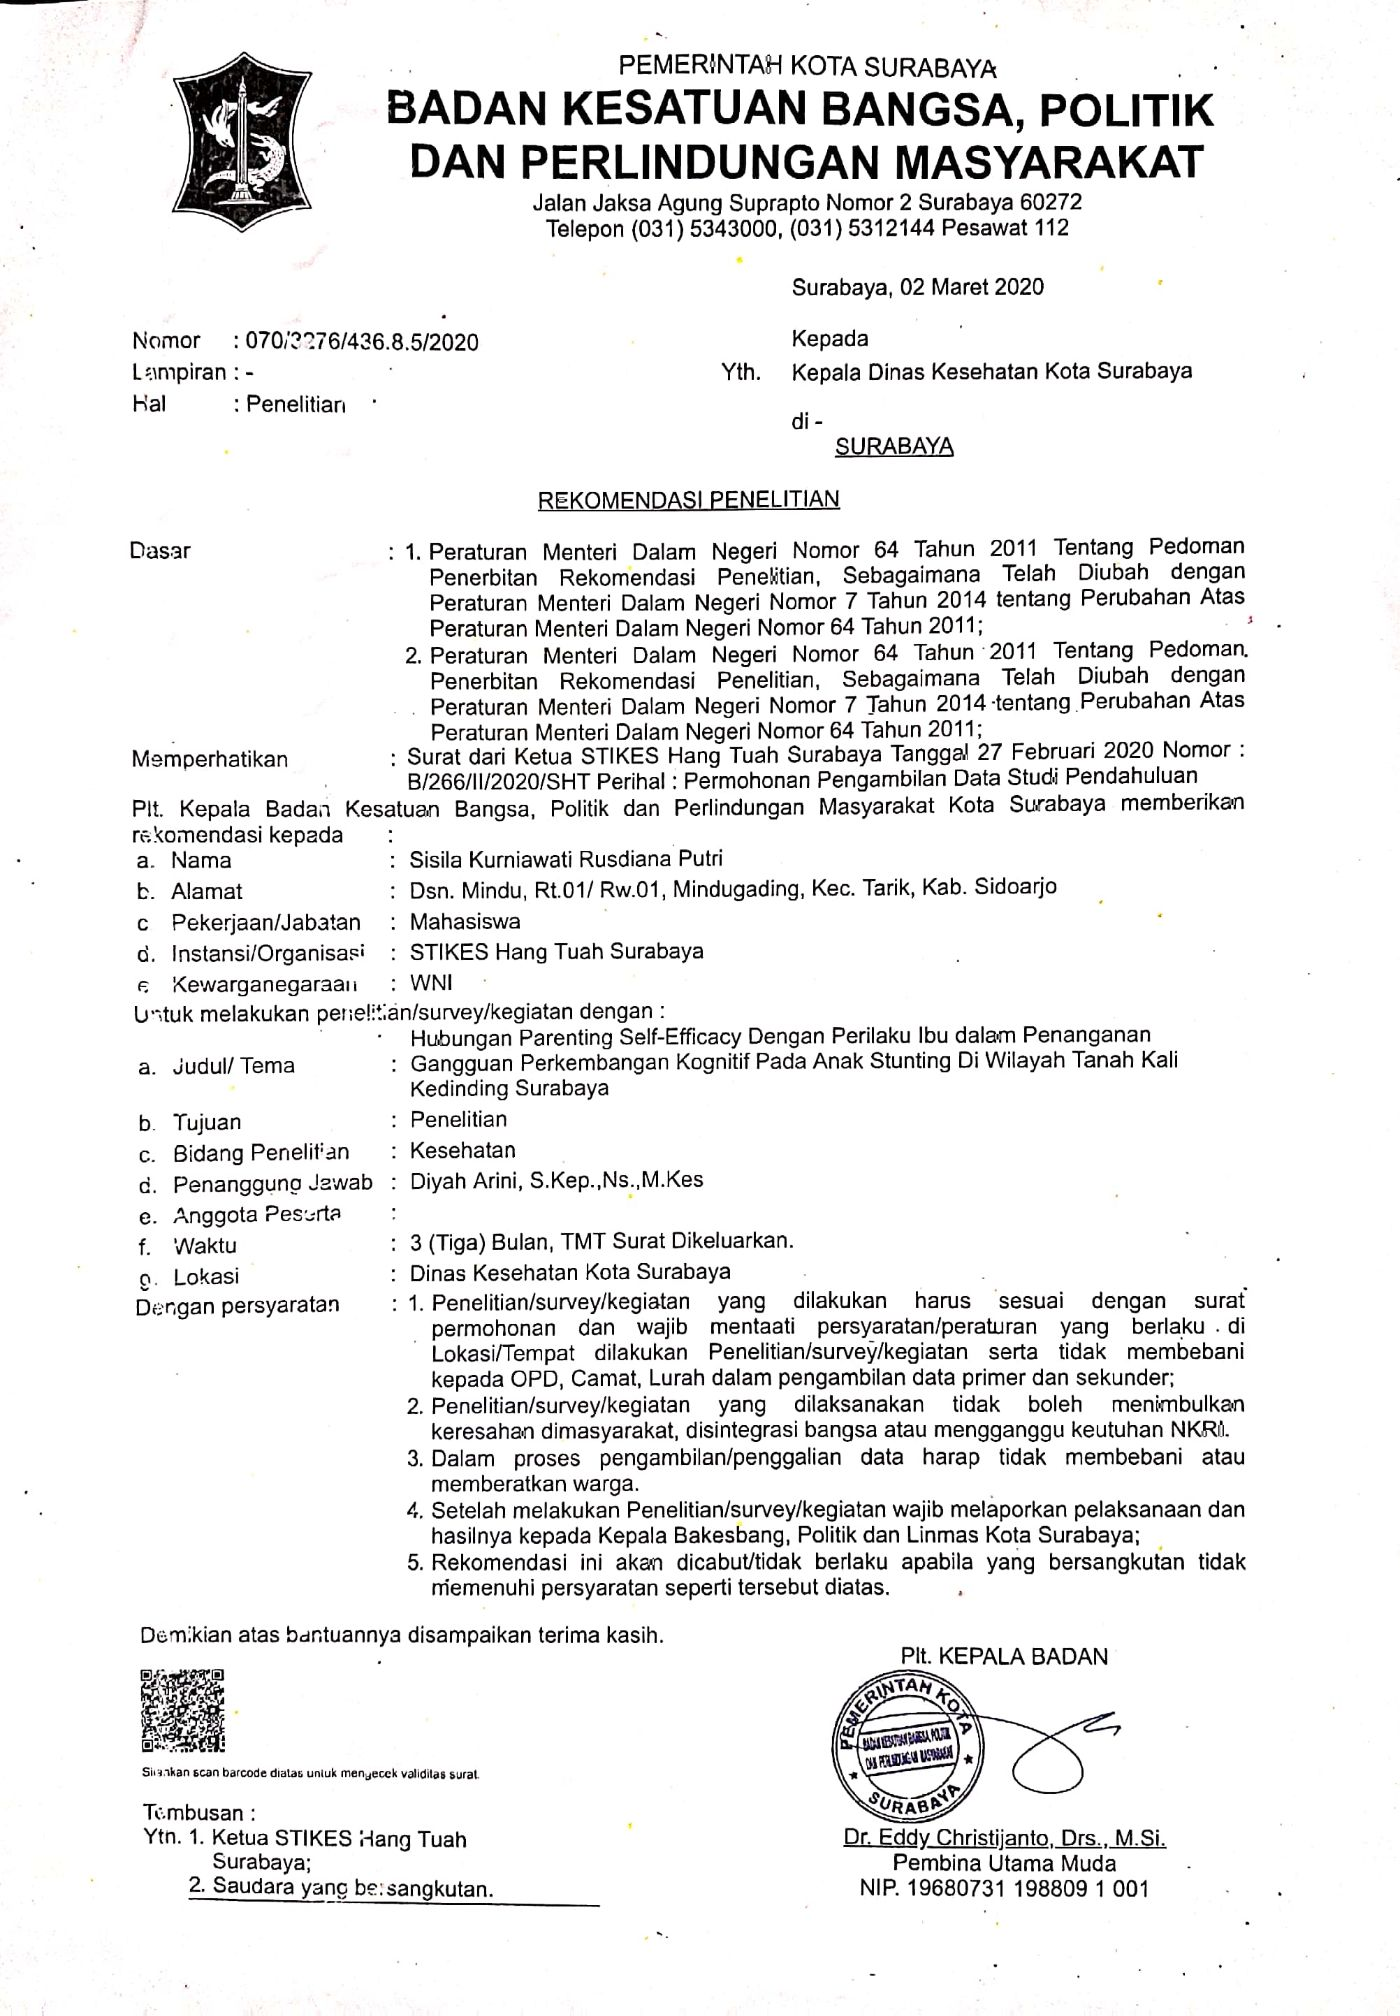 PEMERINTAH KOTA SURABAYA
BADAN KESATUAN BANGSA, POLITIK
DAN PERLINDUNGAN MASYARAKAT
Jalan Jaksa Agung Suprapto Nomor 2 Surabaya 60272
Telepon (031) 5343000, (031) 5312144 Pesawat 112
Surabaya, 02 Maret 2020
Nomor : 070/3276/436.8.5/2020
Lampiran : -
Hal : Penelitian
Kepada
Yth. Kepala Dinas Kesehatan Kota Surabaya
di -
SURABAYA
REKOMENDASI PENELITIAN
Dasar : 1. Peraturan Menteri Dalam Negeri Nomor 64 Tahun 2011 Tentang Pedoman
Penerbitan Rekomendasi Penelitian, Sebagaimana Telah Diubah dengan
Peraturan Menteri Dalam Negeri Nomor 7 Tahun 2014 tentang Perubahan Atas
Peraturan Menteri Dalam Negeri Nomor 64 Tahun 2011;
2. Peraturan Menteri Dalam Negeri Nomor 64 Tahun 2011 Tentang Pedoman
Penerbitan Rekomendasi Penelitian, Sebagaimana Telah Diubah dengan
Peraturan Menteri Dalam Negeri Nomor 7 Tahun 2014 tentang Perubahan Atas
Peraturan Menteri Dalam Negeri Nomor 64 Tahun 2011;
Memperhatikan : Surat dari Ketua STIKES Hang Tuah Surabaya Tanggal 27 Februari 2020 Nomor :
B/266/II/2020/SHT Perihal : Permohonan Pengambilan Data Studi Pendahuluan
Plt. Kepala Badan Kesatuan Bangsa, Politik dan Perlindungan Masyarakat Kota Surabaya memberikan
rekomendasi kepada :
a. Nama : Sisila Kurniawati Rusdiana Putri
b. Alamat : Dsn. Mindu, Rt.01/ Rw.01, Mindugading, Kec. Tarik, Kab. Sidoarjo
c Pekerjaan/Jabatan : Mahasiswa
d. Instansi/Organisasi : STIKES Hang Tuah Surabaya
e Kewarganegaraan : WNI
Untuk melakukan penelitian/survey/kegiatan dengan :
Hubungan Parenting Self-Efficacy Dengan Perilaku Ibu dalam Penanganan
a. Judul/ Tema : Gangguan Perkembangan Kognitif Pada Anak Stunting Di Wilayah Tanah Kali
Kedinding Surabaya
b. Tujuan : Penelitian
c. Bidang Penelitian : Kesehatan
d. Penanggung Jawab : Diyah Arini, S.Kep.,Ns.,M.Kes
e. Anggota Peserta :
f. Waktu : 3 (Tiga) Bulan, TMT Surat Dikeluarkan.
g. Lokasi : Dinas Kesehatan Kota Surabaya
Dengan persyaratan : 1. Penelitian/survey/kegiatan yang dilakukan harus sesuai dengan surat
permohonan dan wajib mentaati persyaratan/peraturan yang berlaku di
Lokasi/Tempat dilakukan Penelitian/survey/kegiatan serta tidak membebani
kepada OPD, Camat, Lurah dalam pengambilan data primer dan sekunder;
2. Penelitian/survey/kegiatan yang dilaksanakan tidak boleh menimbulkan
keresahan dimasyarakat, disintegrasi bangsa atau mengganggu keutuhan NKRI.
3. Dalam proses pengambilan/penggalian data harap tidak membebani atau
memberatkan warga.
4. Setelah melakukan Penelitian/survey/kegiatan wajib melaporkan pelaksanaan dan
hasilnya kepada Kepala Bakesbang, Politik dan Linmas Kota Surabaya;
5. Rekomendasi ini akan dicabut/tidak berlaku apabila yang bersangkutan tidak
memenuhi persyaratan seperti tersebut diatas.
Demikian atas bantuannya disampaikan terima kasih.
Plt. KEPALA BADAN
PEMERINTAH KOTA
BADAN KESATUAN BANGSA, POLITIK
DAN PERLINDUNGAN MASYARAKAT
SURABAYA
Silahkan scan barcode diatas untuk mengecek validitas surat.
Tembusan :
Yth. 1. Ketua STIKES Hang Tuah
Surabaya;
2. Saudara yang bersangkutan.
Dr. Eddy Christijanto, Drs., M.Si.
Pembina Utama Muda
NIP. 19680731 198809 1 001